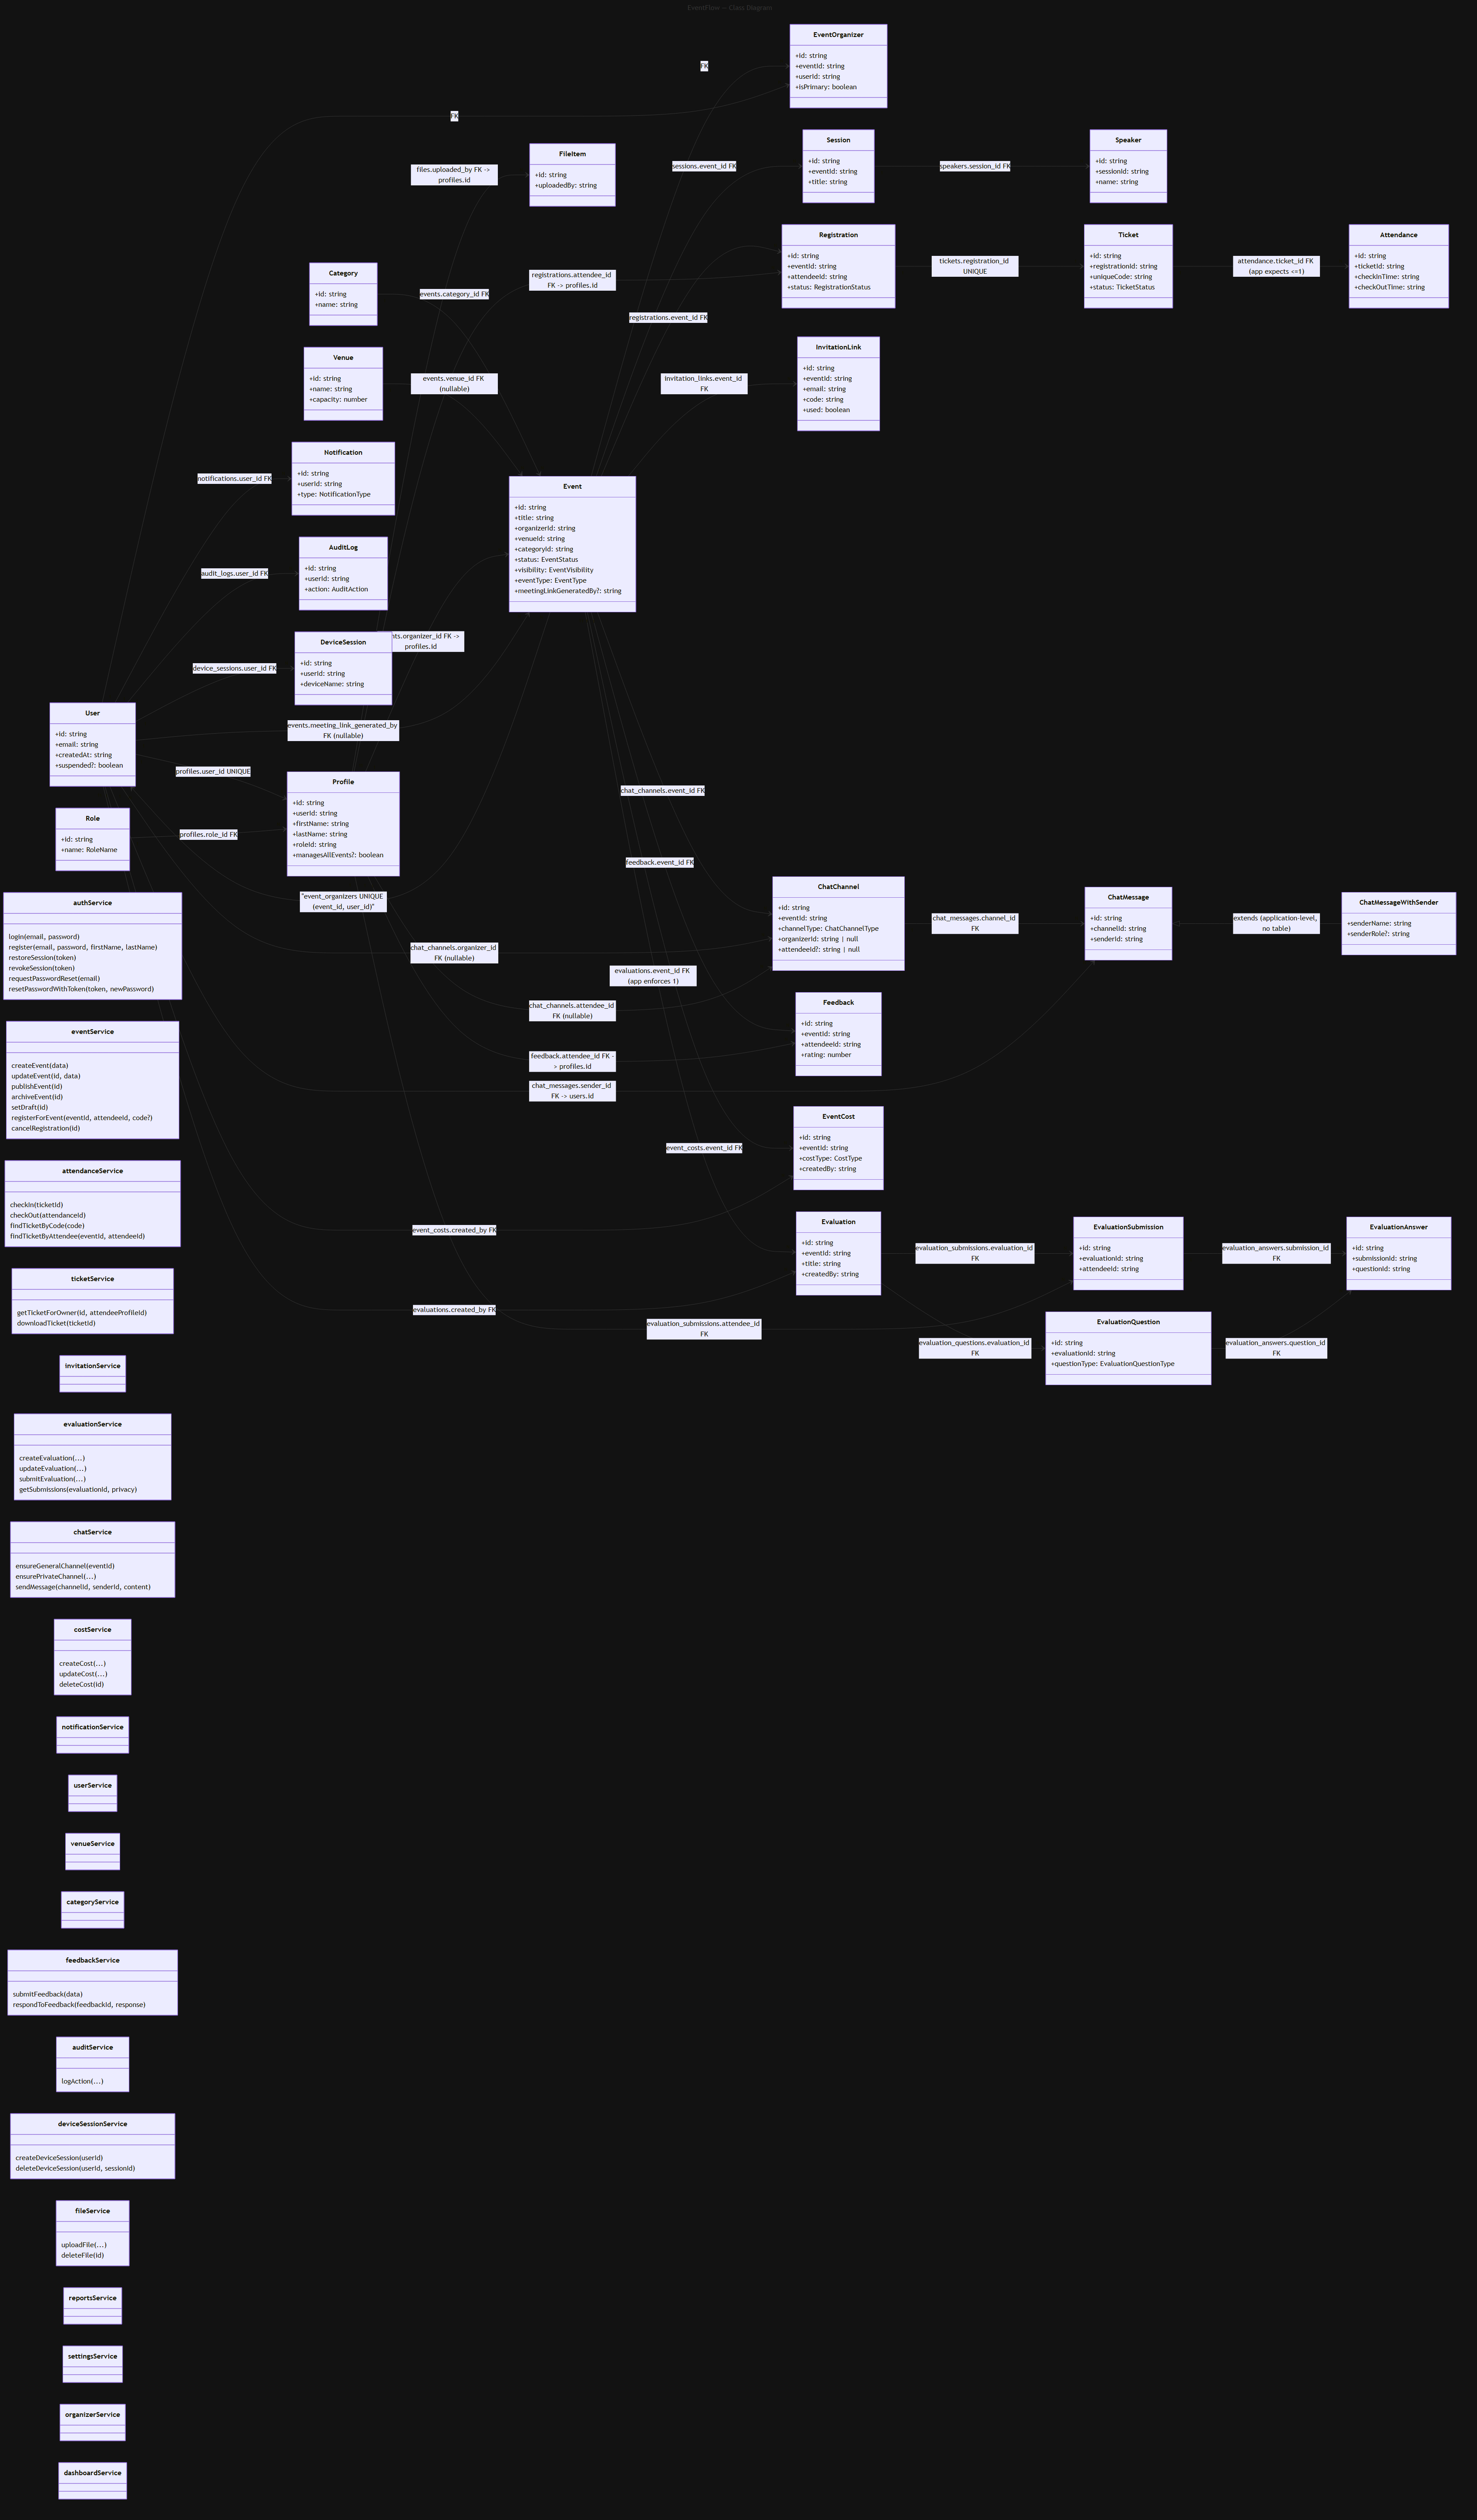 EventFlow — Class Diagram
EventOrganizer
+id: string
+eventId: string
+userId: string
+isPrimary: boolean
FK
FK
FileItem
+id: string
+uploadedBy: string
files.uploaded_by FK ->
profiles.id
Session
+id: string
+eventId: string
+title: string
sessions.event_id FK
speakers.session_id FK
Speaker
+id: string
+sessionId: string
+name: string
Registration
+id: string
+eventId: string
+attendeeId: string
+status: RegistrationStatus
registrations.attendee_id
FK -> profiles.id
registrations.event_id FK
tickets.registration_id
UNIQUE
Ticket
+id: string
+registrationId: string
+uniqueCode: string
+status: TicketStatus
attendance.ticket_id FK
(app expects <=1)
Attendance
+id: string
+ticketId: string
+checkInTime: string
+checkOutTime: string
Category
+id: string
+name: string
events.category_id FK
Venue
+id: string
+name: string
+capacity: number
events.venue_id FK
(nullable)
invitation_links.event_id
FK
InvitationLink
+id: string
+eventId: string
+email: string
+code: string
+used: boolean
Notification
+id: string
+userId: string
+type: NotificationType
notifications.user_id FK
Event
+id: string
+title: string
+organizerId: string
+venueId: string
+categoryId: string
+status: EventStatus
+visibility: EventVisibility
+eventType: EventType
+meetingLinkGeneratedBy?: string
AuditLog
+id: string
+userId: string
+action: AuditAction
audit_logs.user_id FK
DeviceSession
+id: string
+userId: string
+deviceName: string
device_sessions.user_id FK
nts.organizer_id FK ->
profiles.id
User
+id: string
+email: string
+createdAt: string
+suspended?: boolean
events.meeting_link_generated_by
FK (nullable)
profiles.user_id UNIQUE
Profile
+id: string
+userId: string
+firstName: string
+lastName: string
+roleId: string
+managesAllEvents?: boolean
Role
+id: string
+name: RoleName
profiles.role_id FK
"event_organizers UNIQUE
(event_id, user_id)"
chat_channels.event_id FK
feedback.event_id FK
ChatChannel
+id: string
+eventId: string
+channelType: ChatChannelType
+organizerId: string | null
+attendeeId?: string | null
chat_messages.channel_id
FK
ChatMessage
+id: string
+channelId: string
+senderId: string
extends (application-level,
no table)
ChatMessageWithSender
+senderName: string
+senderRole?: string
chat_channels.organizer_id
FK (nullable)
evaluations.event_id FK
(app enforces 1)
chat_channels.attendee_id
FK (nullable)
Feedback
+id: string
+eventId: string
+attendeeId: string
+rating: number
feedback.attendee_id FK -
> profiles.id
chat_messages.sender_id
FK -> users.id
EventCost
+id: string
+eventId: string
+costType: CostType
+createdBy: string
event_costs.event_id FK
event_costs.created_by FK
Evaluation
+id: string
+eventId: string
+title: string
+createdBy: string
evaluations.created_by FK
evaluation_submissions.evaluation_id
FK
EvaluationSubmission
+id: string
+evaluationId: string
+attendeeId: string
evaluation_answers.submission_id
FK
EvaluationAnswer
+id: string
+submissionId: string
+questionId: string
evaluation_submissions.attendee_id
FK
evaluation_questions.evaluation_id
FK
EvaluationQuestion
+id: string
+evaluationId: string
+questionType: EvaluationQuestionType
evaluation_answers.question_id
FK
authService
login(email, password)
register(email, password, firstName, lastName)
restoreSession(token)
revokeSession(token)
requestPasswordReset(email)
resetPasswordWithToken(token, newPassword)
eventService
createEvent(data)
updateEvent(id, data)
publishEvent(id)
archiveEvent(id)
setDraft(id)
registerForEvent(eventId, attendeeId, code?)
cancelRegistration(id)
attendanceService
checkIn(ticketId)
checkOut(attendanceId)
findTicketByCode(code)
findTicketByAttendee(eventId, attendeeId)
ticketService
getTicketForOwner(id, attendeeProfileId)
downloadTicket(ticketId)
invitationService
evaluationService
createEvaluation(...)
updateEvaluation(...)
submitEvaluation(...)
getSubmissions(evaluationId, privacy)
chatService
ensureGeneralChannel(eventId)
ensurePrivateChannel(...)
sendMessage(channelId, senderId, content)
costService
createCost(...)
updateCost(...)
deleteCost(id)
notificationService
userService
venueService
categoryService
feedbackService
submitFeedback(data)
respondToFeedback(feedbackId, response)
auditService
logAction(...)
deviceSessionService
createDeviceSession(userId)
deleteDeviceSession(userId, sessionId)
fileService
uploadFile(...)
deleteFile(id)
reportsService
settingsService
organizerService
dashboardService